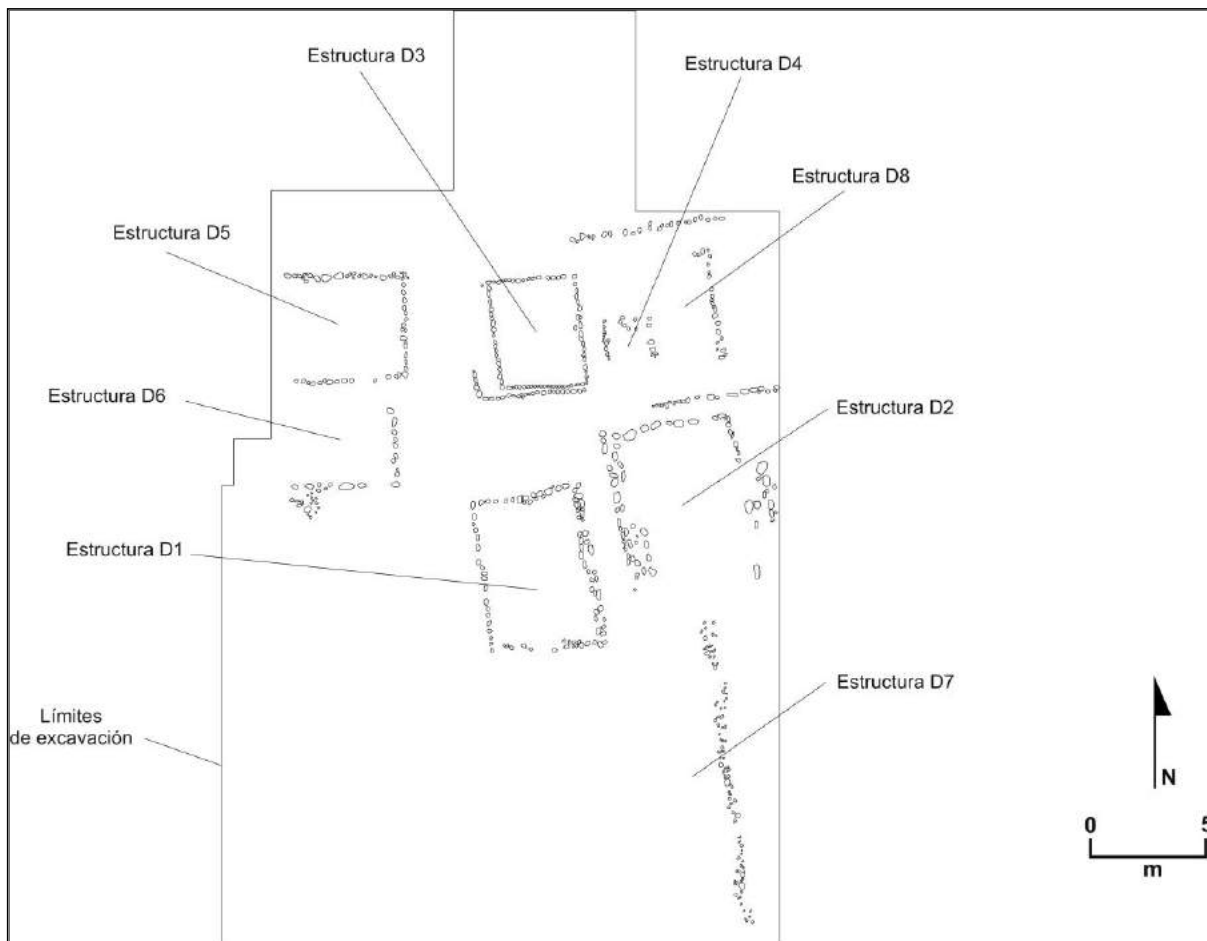 Estructura D3
Estructura D4
Estructura D8
Estructura D5
Estructura D6
Estructura D2
Estructura D1
Estructura D7
Límites
de excavación
N
0 5
m